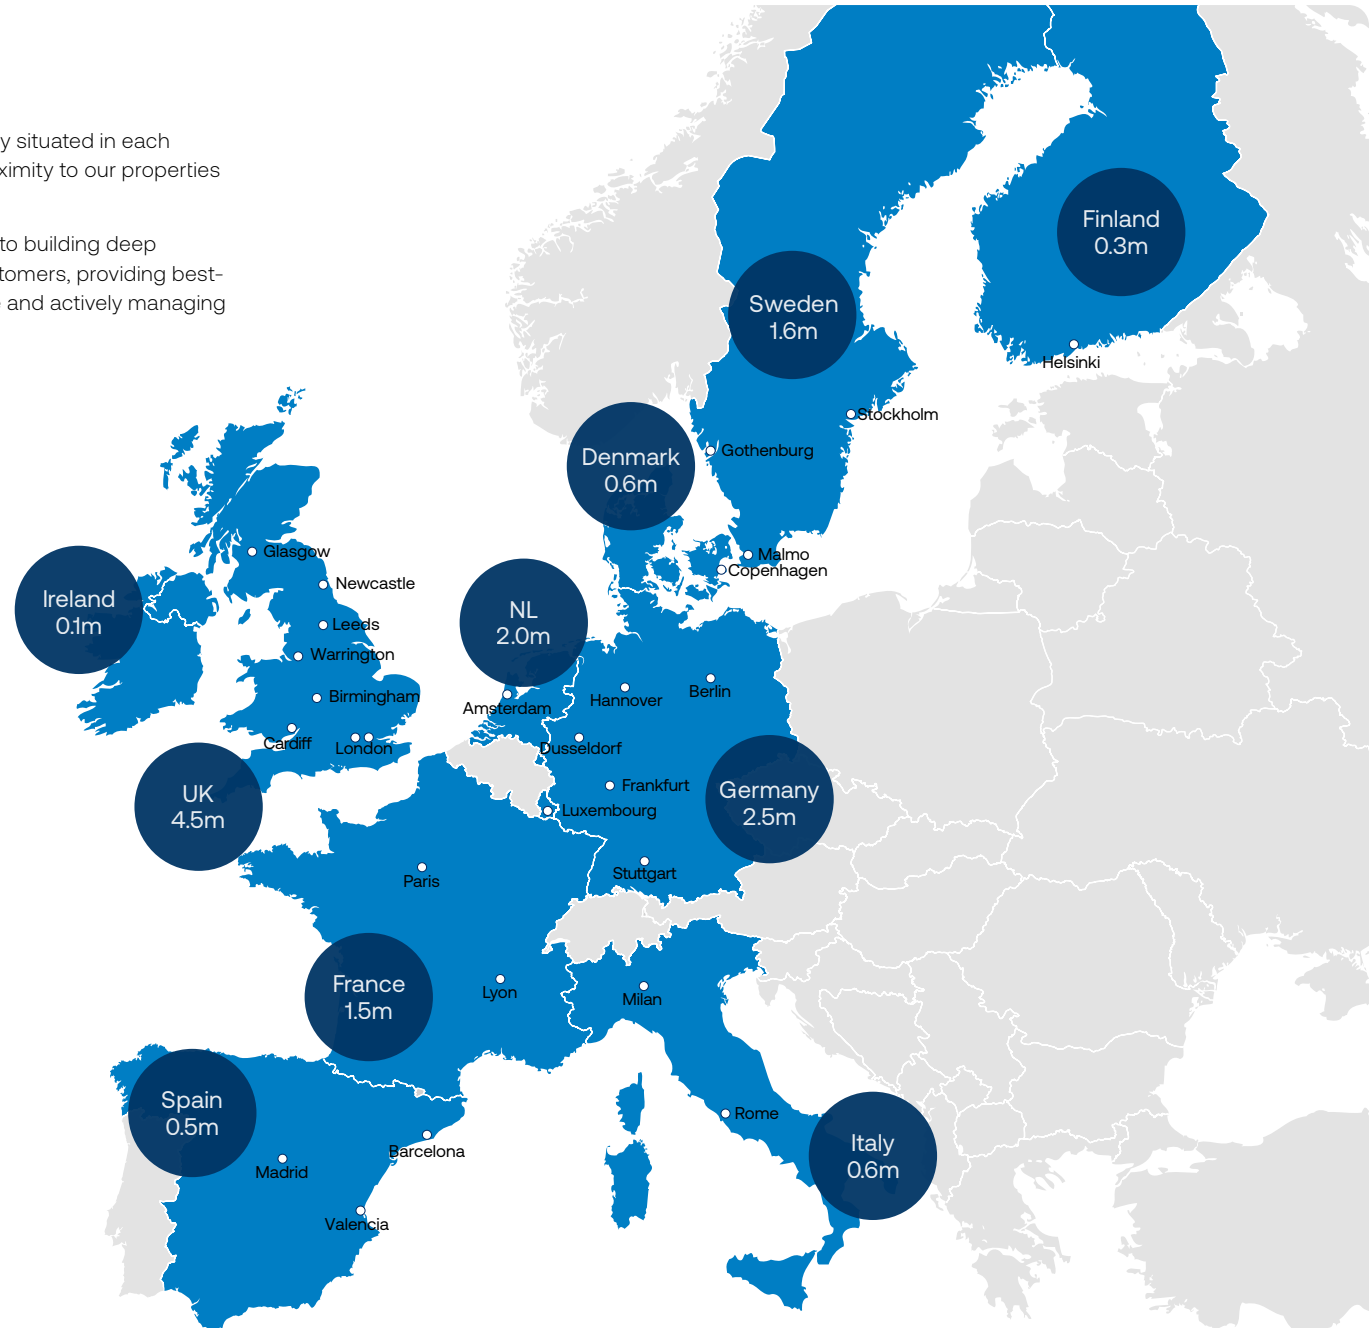 y situated in each
ximity to our properties
to building deep
tomers, providing best-
and actively managing
Finland
0.3m
Sweden
1.6m
Helsinki
Stockholm
Gothenburg
Denmark
0.6m
Malmo
Copenhagen
Glasgow
Newcastle
Ireland
0.1m
NL
2.0m
Leeds
Warrington
Birmingham
Hannover
Berlin
Amsterdam
Cardiff
London
Dusseldorf
UK
4.5m
Frankfurt
Germany
2.5m
Luxembourg
Paris
Stuttgart
France
1.5m
Lyon
Milan
Spain
0.5m
Rome
Barcelona
Italy
0.6m
Madrid
Valencia